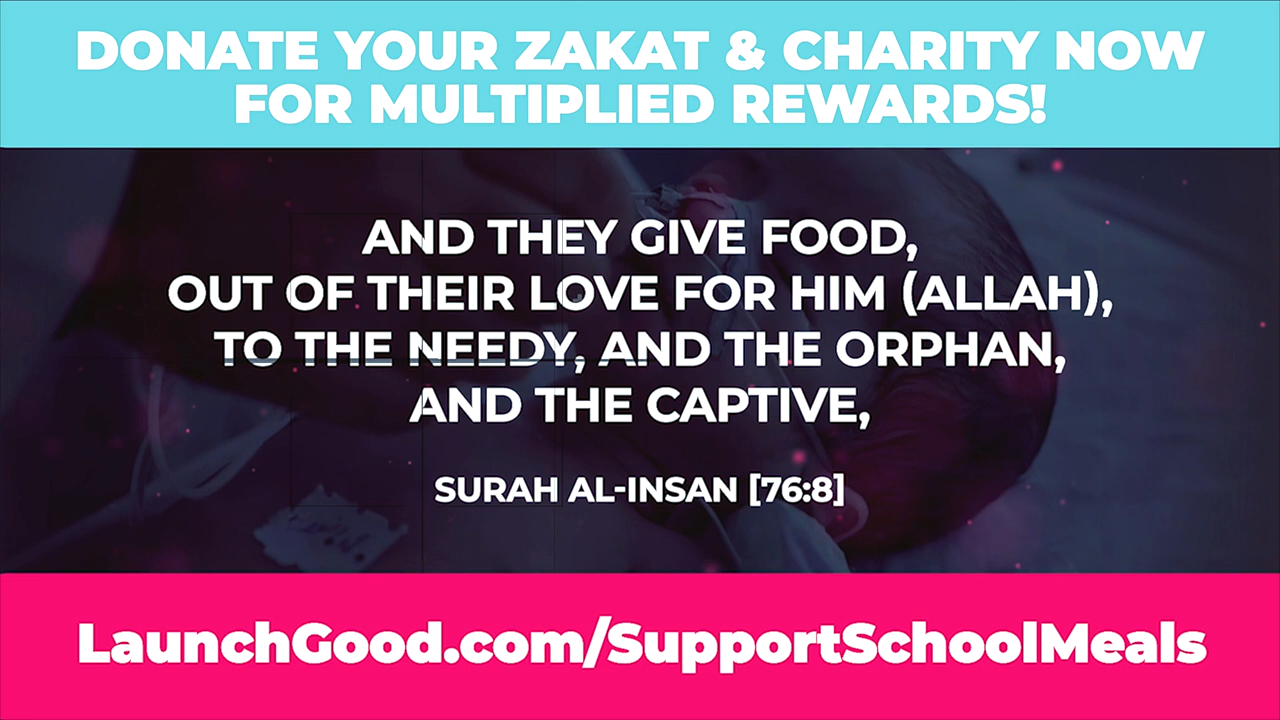 DONATE YOUR ZAKAT & CHARITY NOW
FOR MULTIPLIED REWARDS!
AND THEY GIVE FOOD,
OUT OF THEIR LOVE FOR HIM (ALLAH),
TO THE NEEDY, AND THE ORPHAN,
AND THE CAPTIVE,
SURAH AL-INSAN [76:8]
LaunchGood.com/SupportSchoolMeals